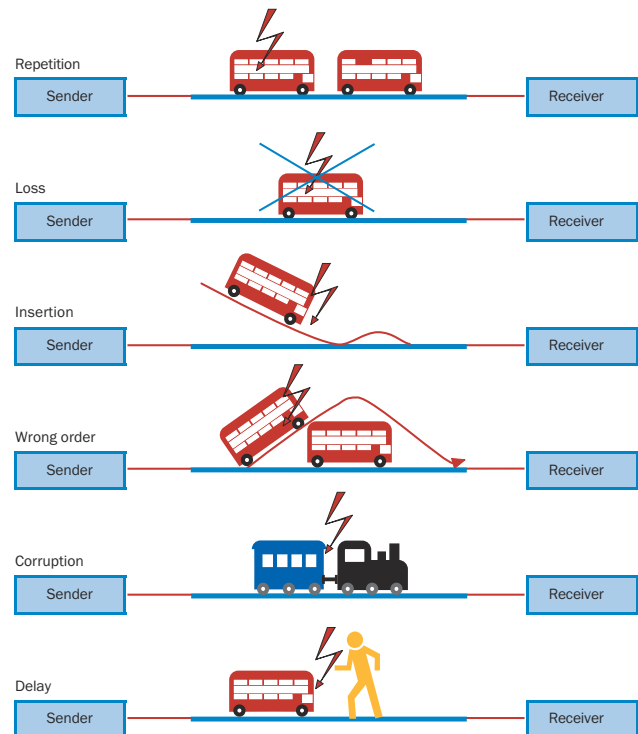 Repetition
Sender
Receiver
Loss
Sender
Receiver
Insertion
Sender
Receiver
Wrong order
Sender
Receiver
Corruption
Sender
Receiver
Delay
Sender
Receiver